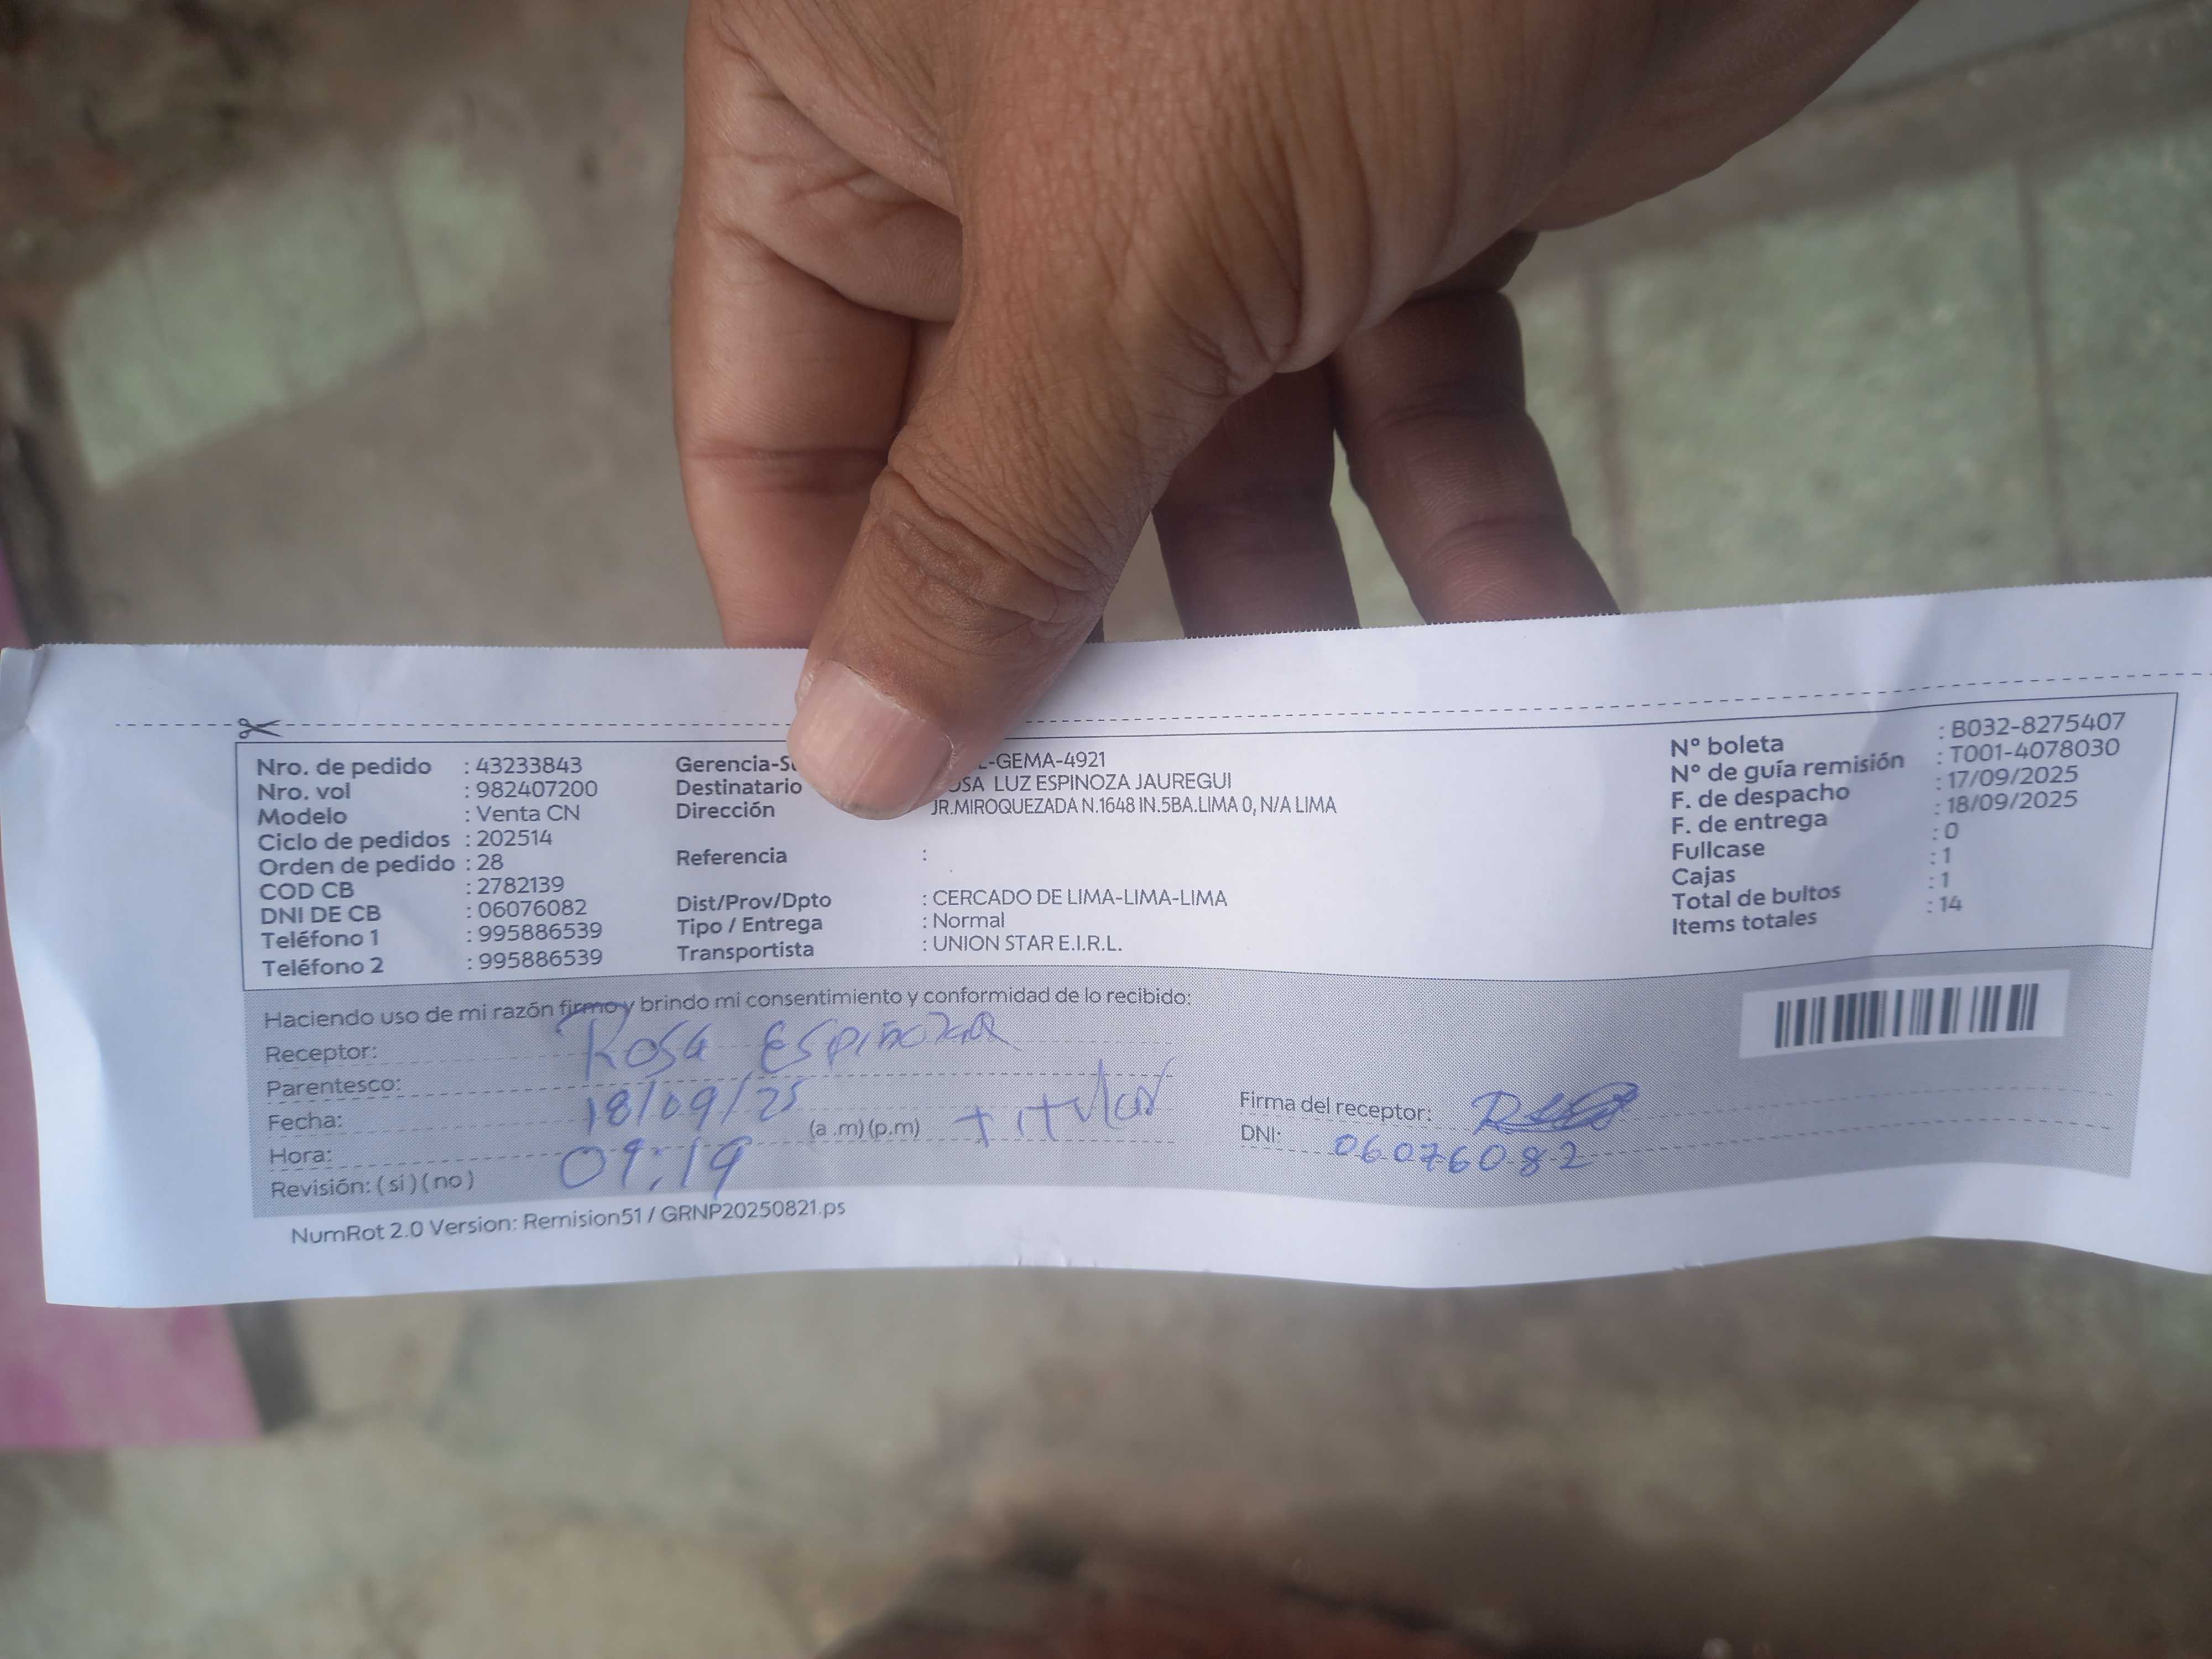 Nro. de pedido : 43233843
Nro. vol : 982407200
Modelo : Venta CN
Ciclo de pedidos : 202514
Orden de pedido : 28
COD CB : 2782139
DNI DE CB : 06076082
Teléfono 1 : 995886539
Teléfono 2 : 995886539
Gerencia-S -GEMA-4921
Destinatario OSA LUZ ESPINOZA JAUREGUI
Dirección JR.MIROQUEZADA N.1648 IN.5BA.LIMA 0, N/A LIMA
Referencia :
Dist/Prov/Dpto : CERCADO DE LIMA-LIMA-LIMA
Tipo / Entrega : Normal
Transportista : UNION STAR E.I.R.L.
N° boleta : B032-8275407
N° de guía remisión : T001-4078030
F. de despacho : 17/09/2025
F. de entrega : 18/09/2025
Fullcase : 0
Cajas : 1
Total de bultos : 1
Items totales : 14
Haciendo uso de mi razón firmo y brindo mi consentimiento y conformidad de lo recibido:
Receptor: ROSA ESPINOZA
Parentesco:
Fecha: 18/09/25
Hora: 09:19 (a .m) (p.m) titular
Revisión: ( si ) ( no )
Firma del receptor:
DNI: 06076082
NumRot 2.0 Version: Remision51 / GRNP20250821.ps